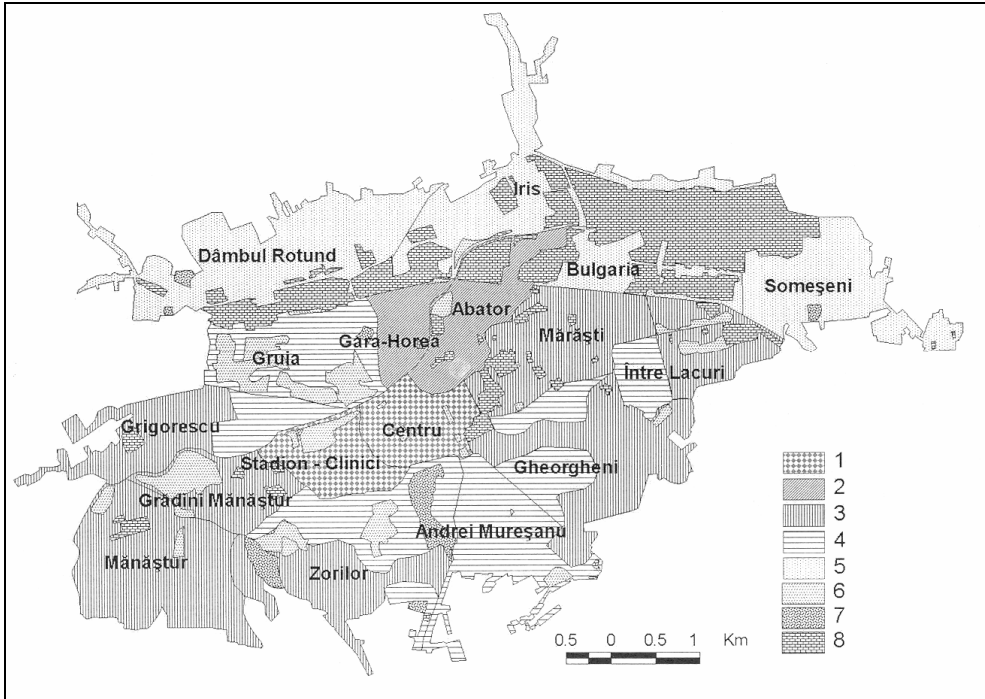 Iris
Dâmbul Rotund
Bulgaria
Someşeni
Abator
Gara-Horea
Mărăşti
Gruia
Între Lacuri
Grigorescu
Centru
Stadion - Clinici
Gheorgheni
Grădini Mănăştur
Andrei Mureşanu
Mănăştur
Zorilor
1
2
3
4
5
6
7
8
0.5 0 0.5 1 Km